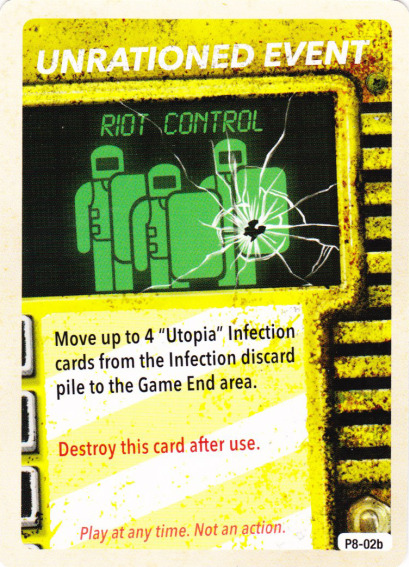 UNRATIONED EVENT
RIOT CONTROL
Move up to 4 "Utopia" Infection
cards from the Infection discard
pile to the Game End area.
Destroy this card after use.
Play at any time. Not an action.
P8-02b